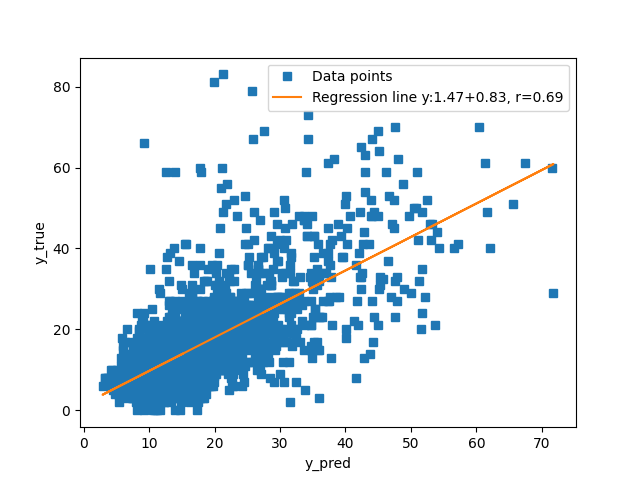 Data points
Regression line y:1.47+0.83, r=0.69
80
60
40
20
0
y_true
0 10 20 30 40 50 60 70
y_pred